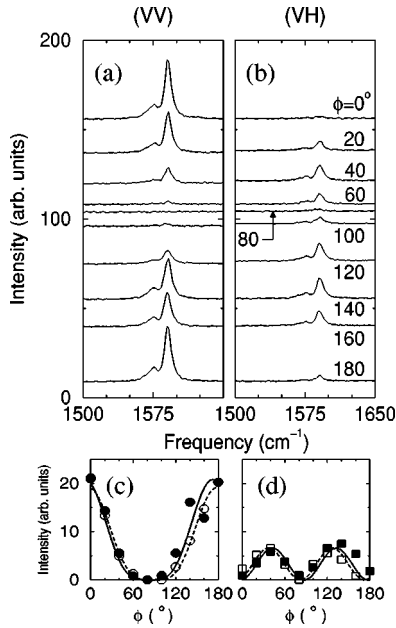 (VV) (VH)
200
(a) (b)
ϕ=0°
20
40
60
100
80
100
120
140
160
180
0
1500 1575 1500 1575 1650
Intensity (arb. units)
Frequency (cm⁻¹)
20
10
0
(c) (d)
Intensity (arb. units)
0 60 120 180 0 60 120 180
ϕ ( ° ) ϕ ( ° )